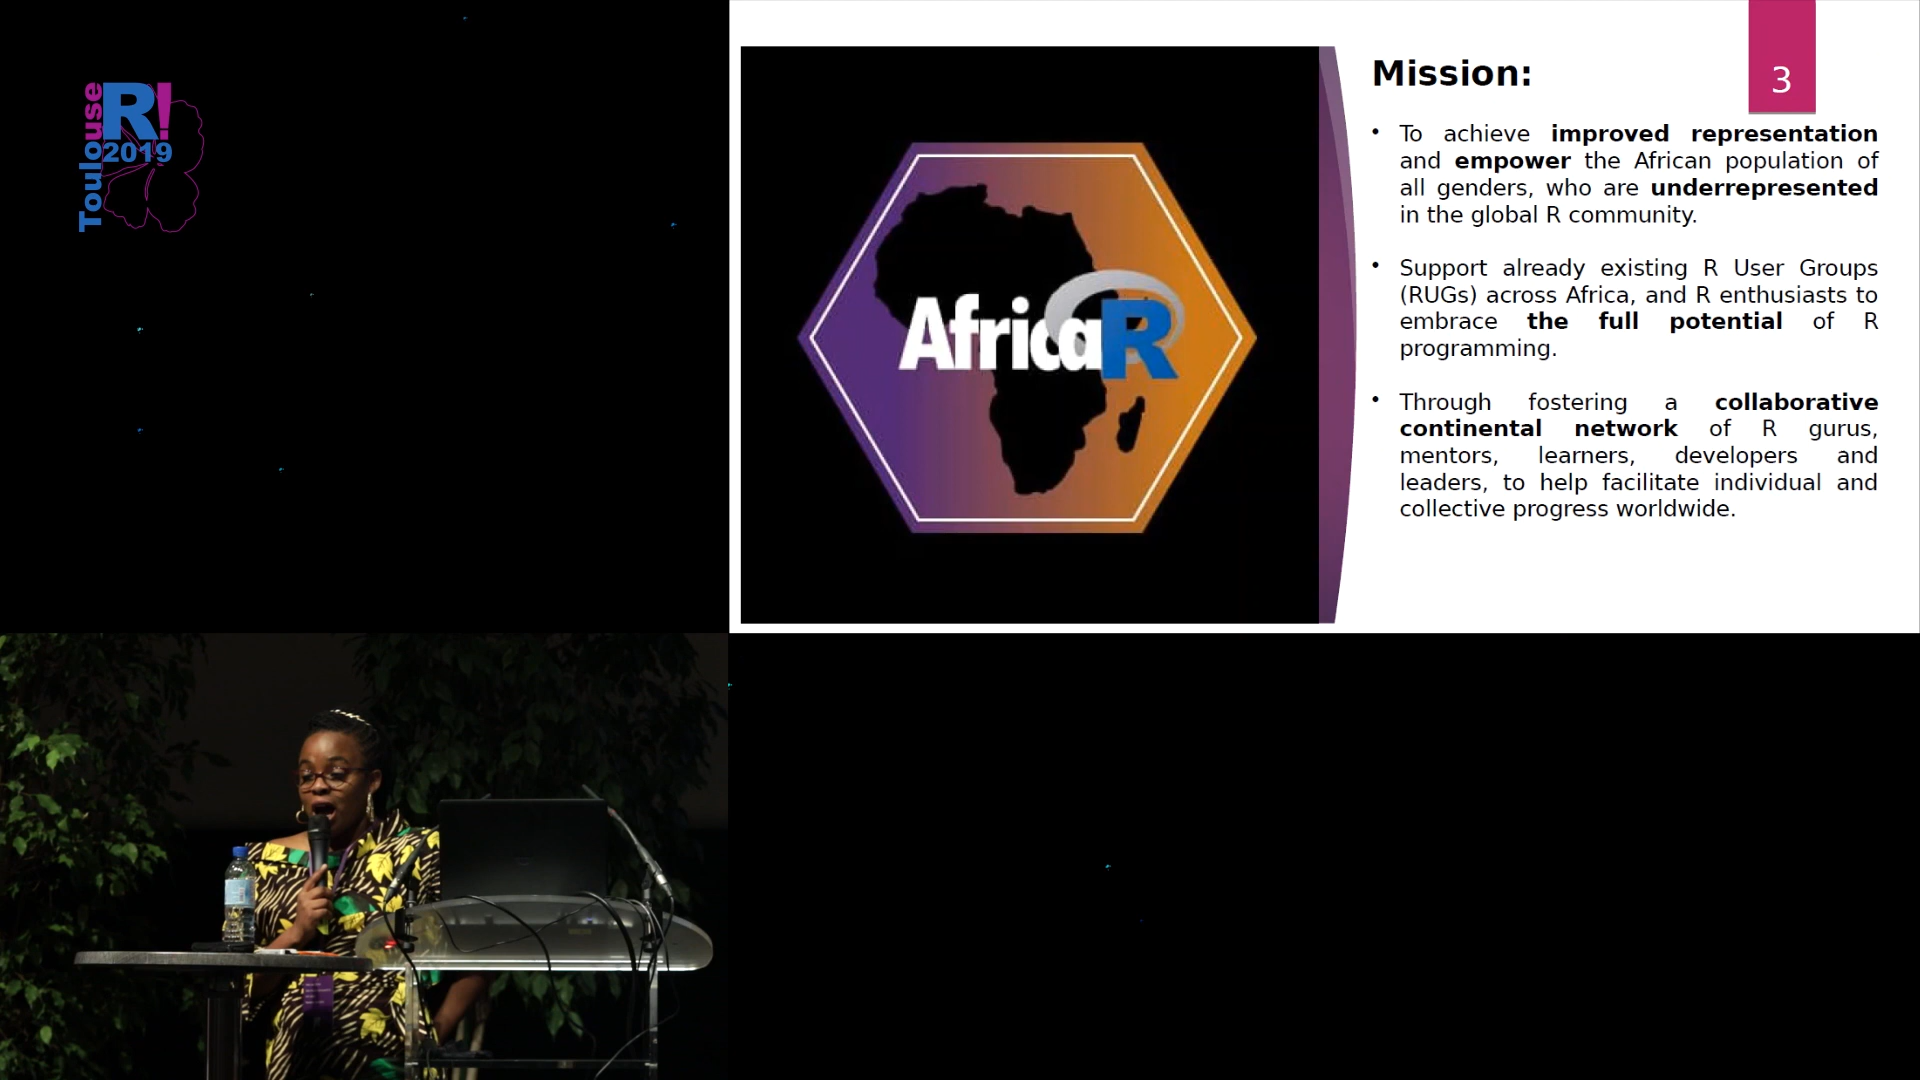 Toulouse
R!
2019
AfricaR
3
Mission:
• To achieve improved representation
and empower the African population of
all genders, who are underrepresented
in the global R community.
• Support already existing R User Groups
(RUGs) across Africa, and R enthusiasts to
embrace the full potential of R
programming.
• Through fostering a collaborative
continental network of R gurus,
mentors, learners, developers and
leaders, to help facilitate individual and
collective progress worldwide.